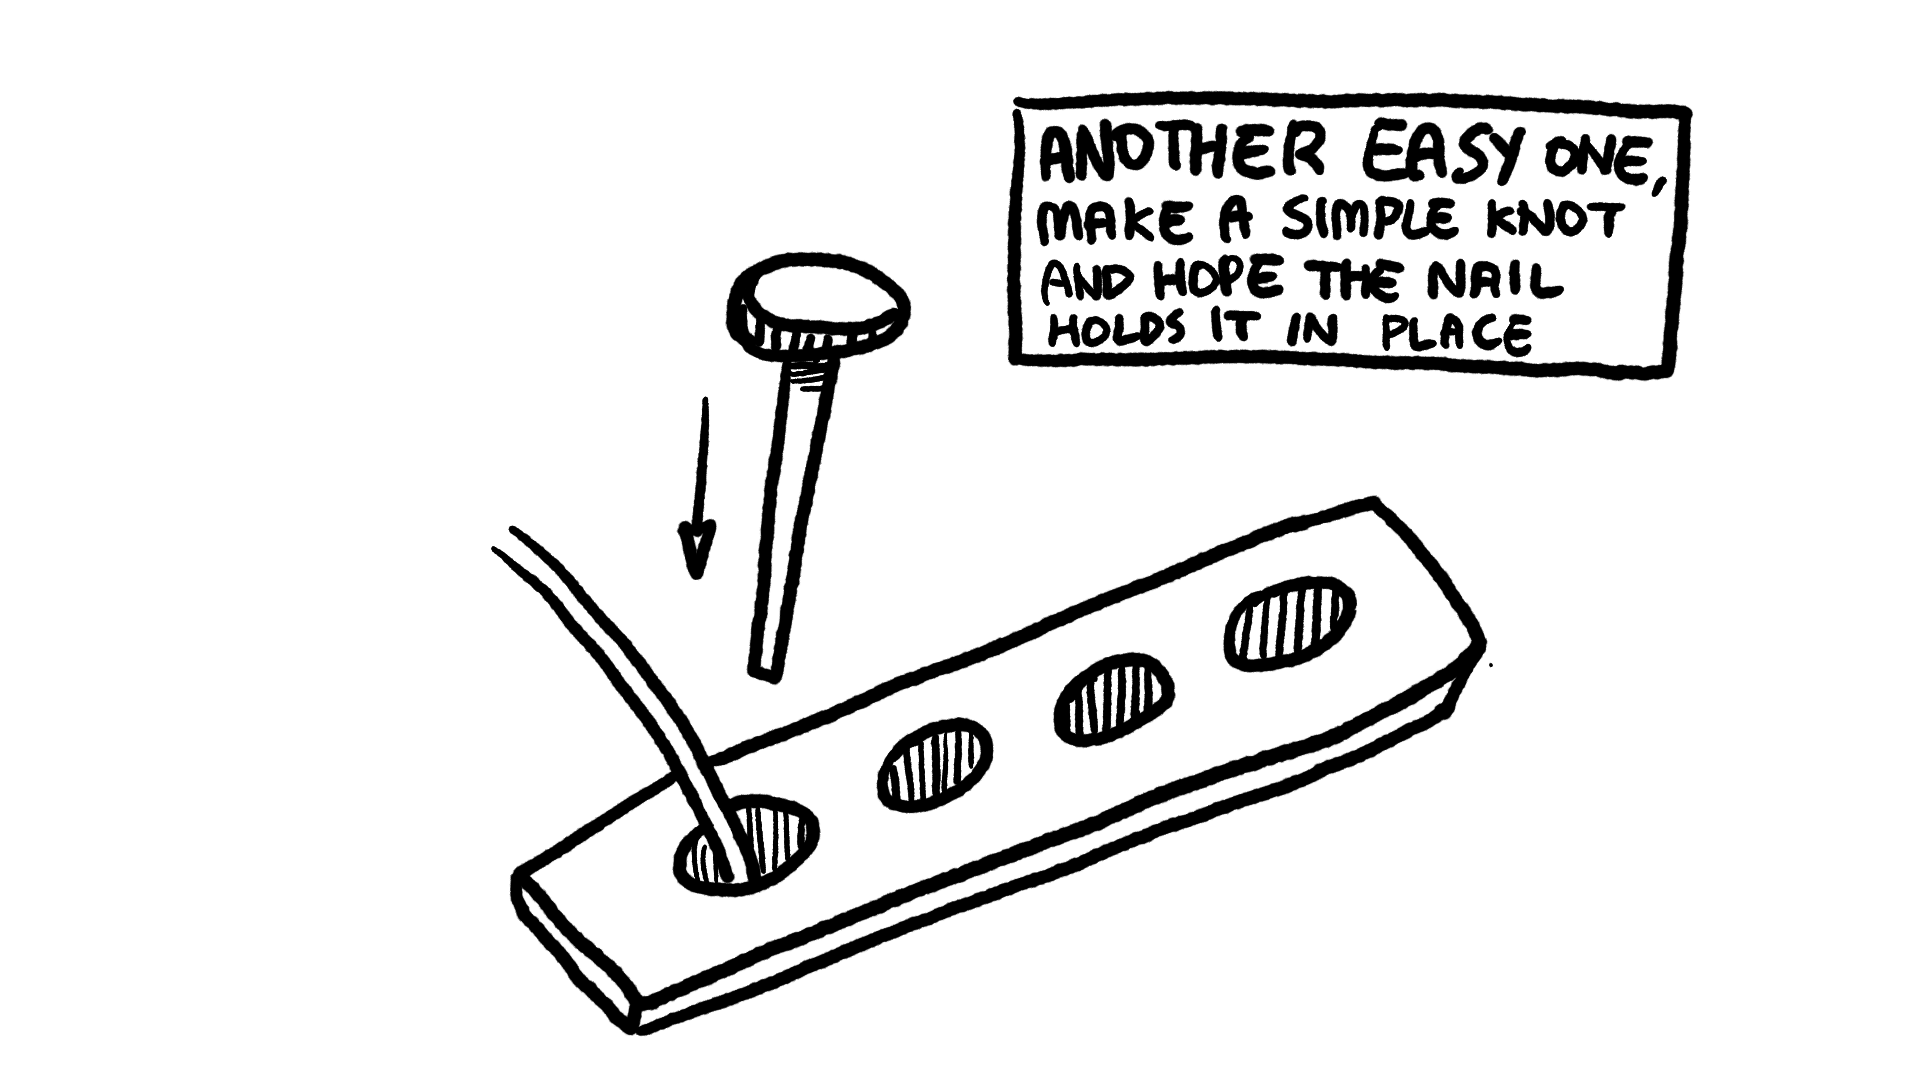 ANOTHER EASY ONE,
MAKE A SIMPLE KNOT
AND HOPE THE NAIL
HOLDS IT IN PLACE